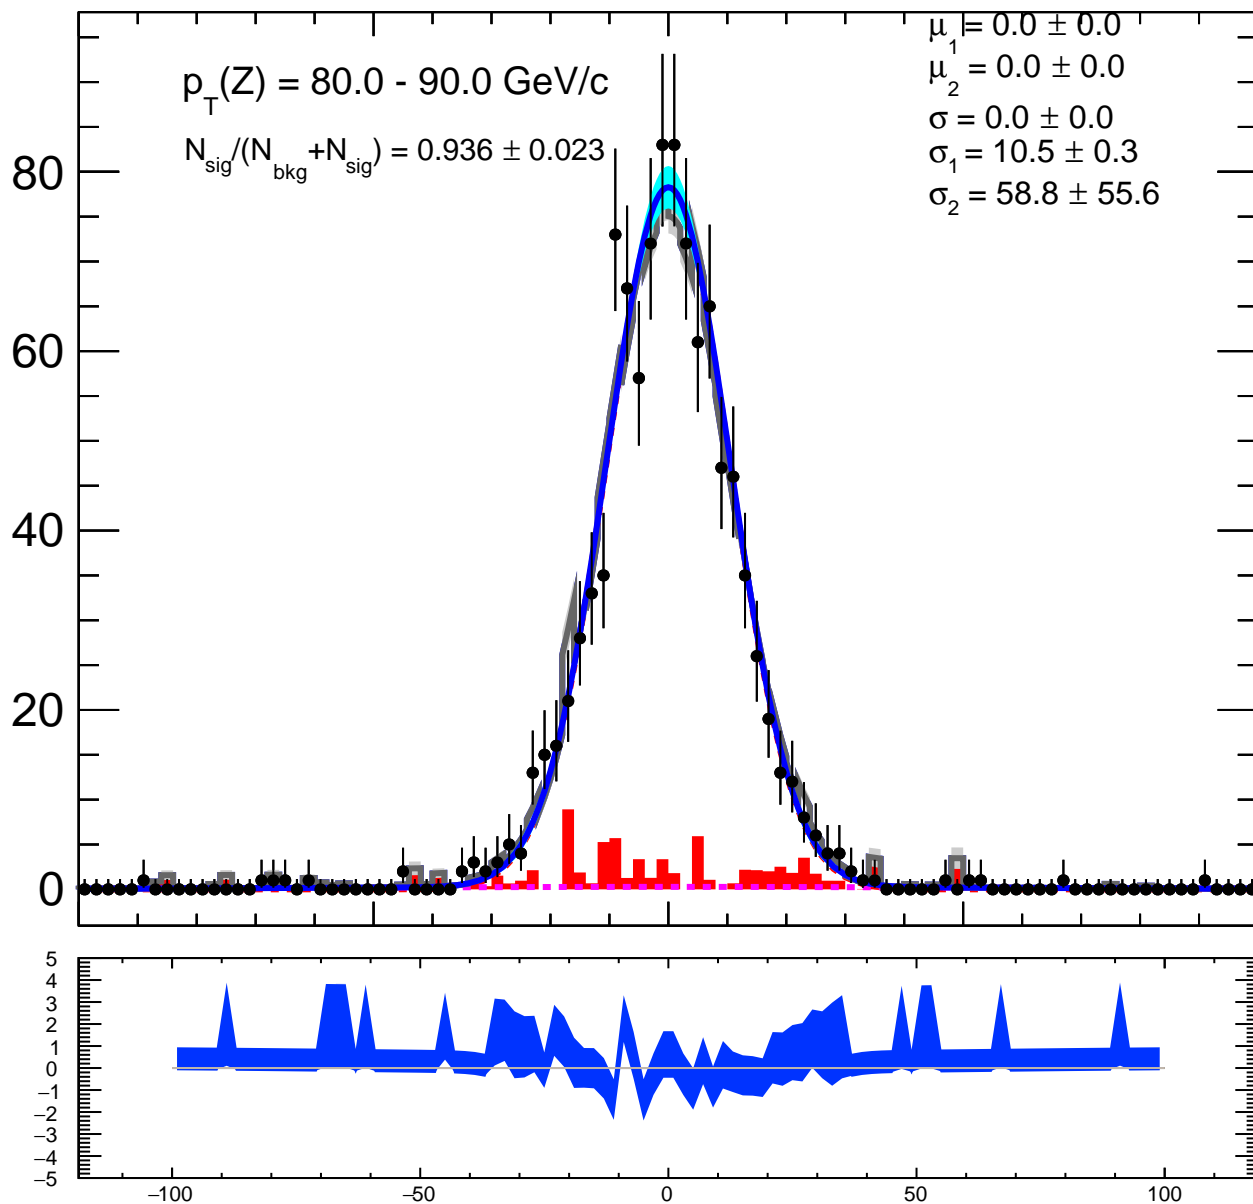 p_T(Z) = 80.0 - 90.0 GeV/c
N_sig/(N_bkg+N_sig) = 0.936 ± 0.023
μ_1 = 0.0 ± 0.0
μ_2 = 0.0 ± 0.0
σ = 0.0 ± 0.0
σ_1 = 10.5 ± 0.3
σ_2 = 58.8 ± 55.6
80
60
40
20
0
5
4
3
2
1
0
−1
−2
−3
−4
−5
−100 −50 0 50 100